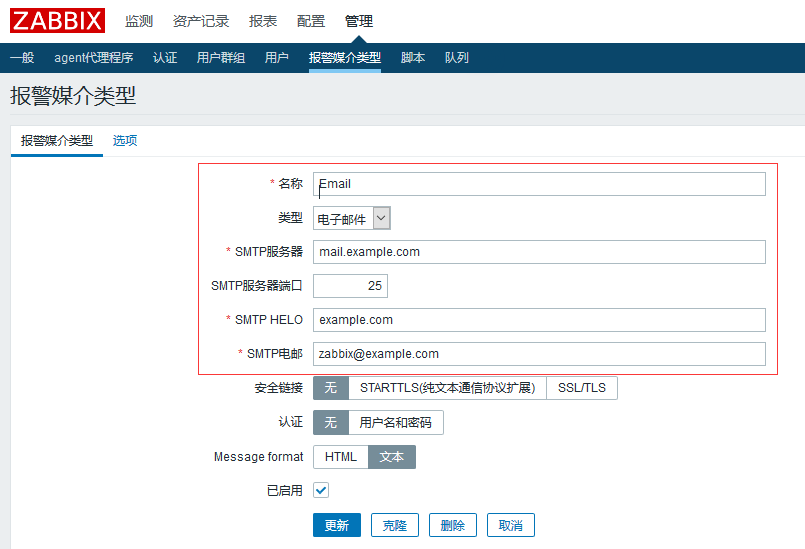 ZABBIX 监测 资产记录 报表 配置 管理
一般 agent代理程序 认证 用户群组 用户 报警媒介类型 脚本 队列
报警媒介类型
报警媒介类型 选项
* 名称 Email
类型 电子邮件
* SMTP服务器 mail.example.com
SMTP服务器端口 25
* SMTP HELO example.com
* SMTP电邮 zabbix@example.com
安全链接 无 STARTTLS(纯文本通信协议扩展) SSL/TLS
认证 无 用户名和密码
Message format HTML 文本
已启用
更新 克隆 删除 取消